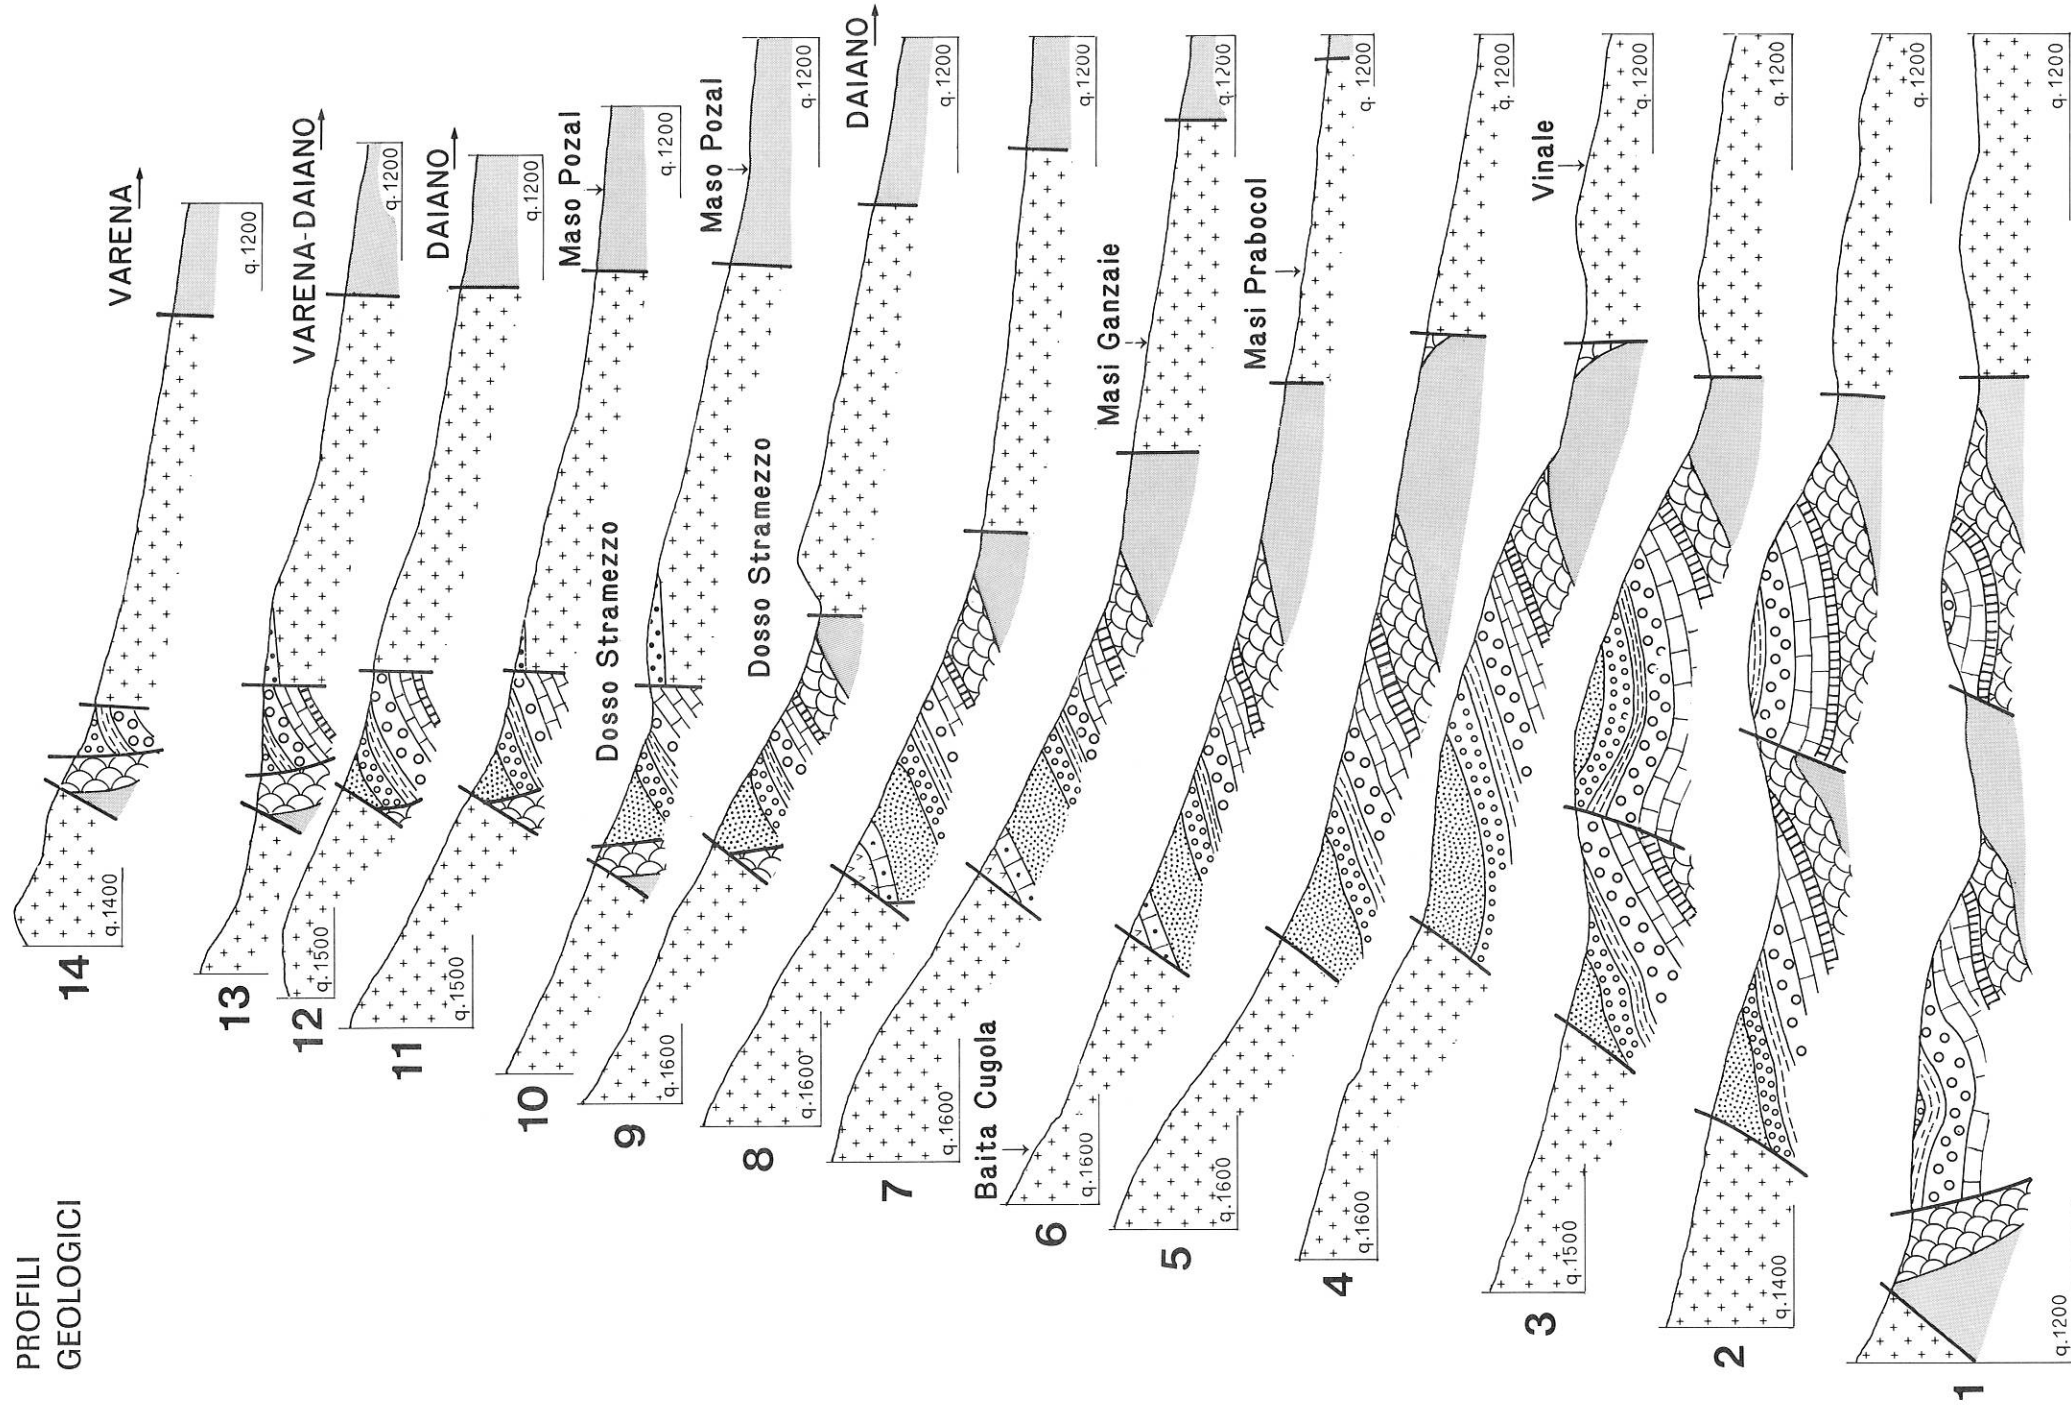 PROFILI
GEOLOGICI
VARENA
14
q.1400
q.1200
VARENA-DAIANO
13
q.1200
DAIANO
12
q.1500
q.1200
Maso Pozal
11
q.1500
q.1200
Dosso Stramezzo
Maso Pozal
10
q.1200
Dosso Stramezzo
DAIANO
9
q.1600
q.1200
8
q.1600
q.1200
Masi Ganzaie
7
q.1600
q.1200
Baita Cugola
Masi Prabocol
6
q.1600
q.1200
5
q.1600
q.1200
Vinale
4
q.1600
q.1200
3
q.1500
q.1200
2
q.1400
q.1200
1
q.1200
q.1200